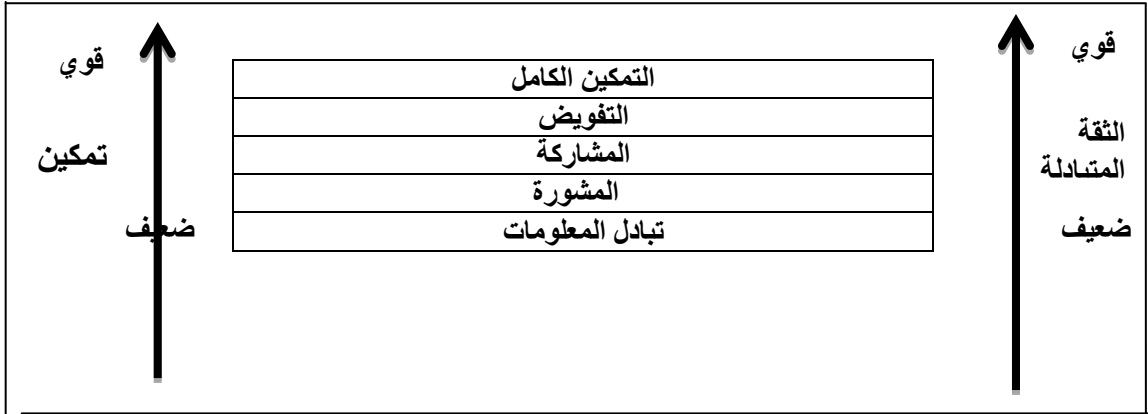 قوي
الثقة
المتبادلة
ضعيف
التمكين الكامل
التفويض
المشاركة
المشورة
تبادل المعلومات
قوي
تمكين
ضعيف